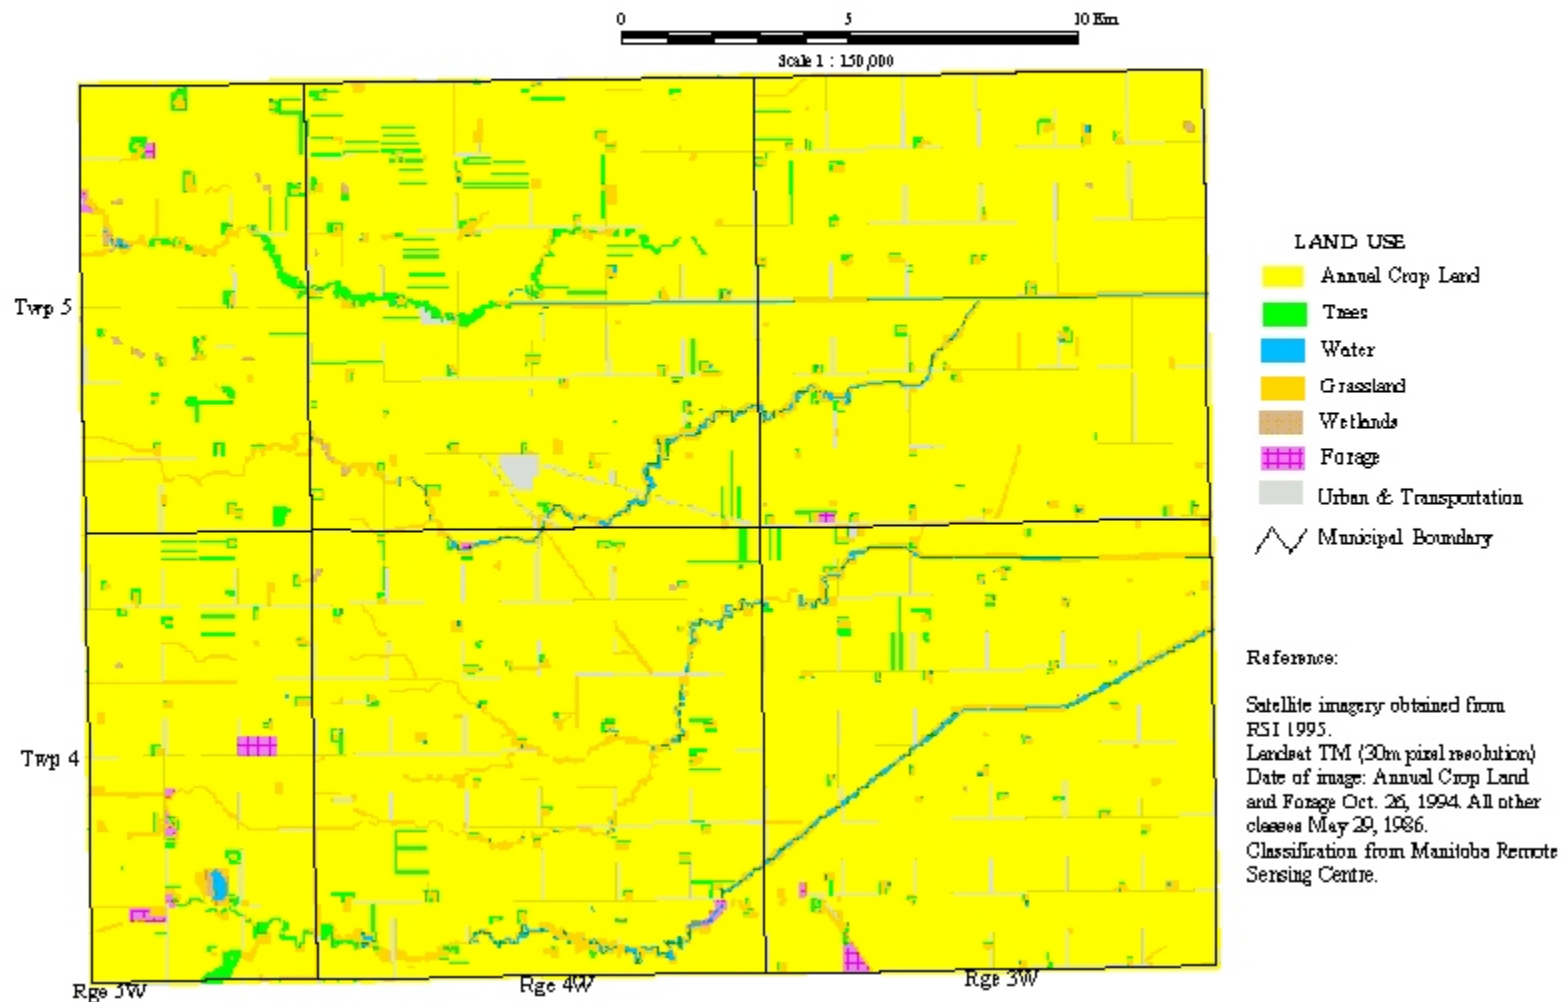 0 5 10 Km
Scale 1 : 150,000
LAND USE
Annual Crop Land
Trees
Water
Grassland
Wetlands
Forage
Urban & Transportation
Municipal Boundary
Twp 5
Twp 4
Reference:
Satellite imagery obtained from
RSI 1995.
Landsat TM (30m pixel resolution)
Date of image: Annual Crop Land
and Forage Oct. 26, 1994. All other
classes May 29, 1986.
Classification from Manitoba Remote
Sensing Centre.
Rge 5W Rge 4W Rge 3W